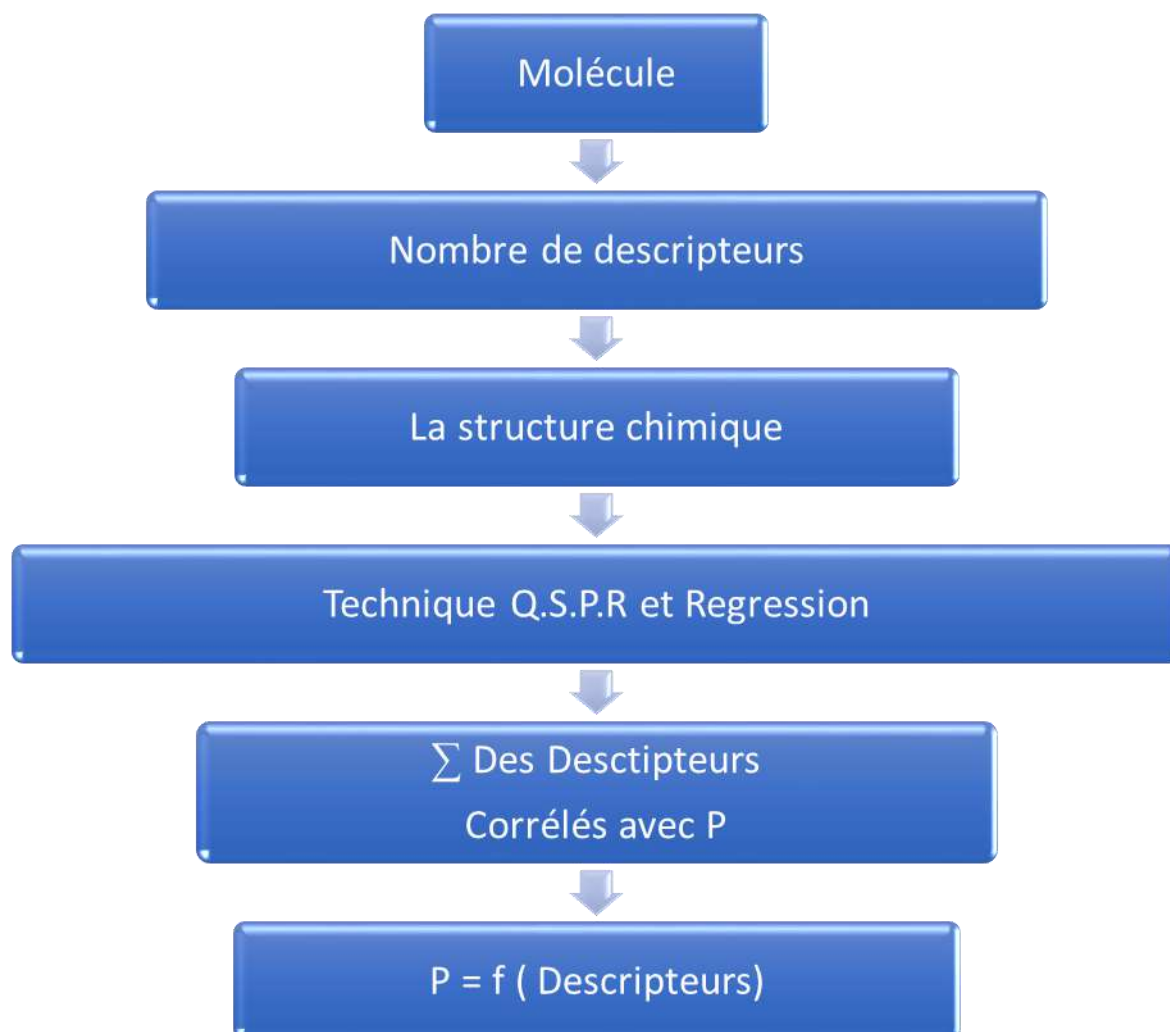 Molécule
Nombre de descripteurs
La structure chimique
Technique Q.S.P.R et Regression
∑ Des Desctipteurs
Corrélés avec P
P = f ( Descripteurs)